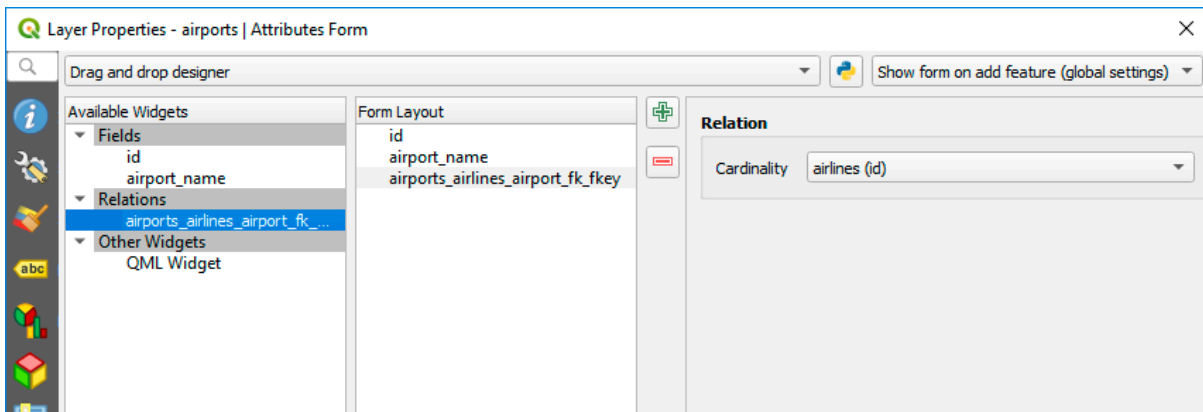 Layer Properties - airports | Attributes Form
Drag and drop designer
Show form on add feature (global settings)
Available Widgets
Fields
id
airport_name
Relations
airports_airlines_airport_fk_...
Other Widgets
QML Widget
Form Layout
id
airport_name
airports_airlines_airport_fk_fkey
Relation
Cardinality airlines (id)
abc